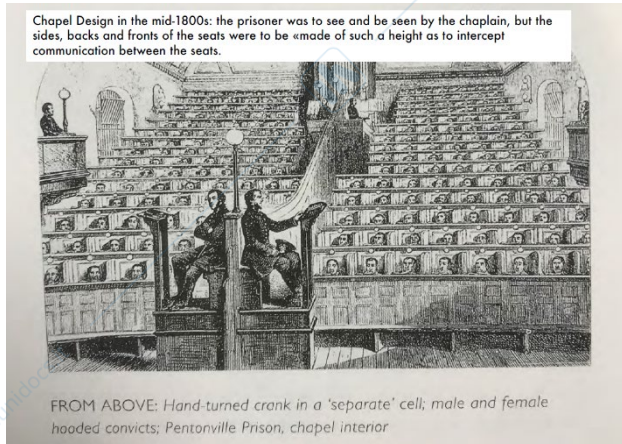 Chapel Design in the mid-1800s: the prisoner was to see and be seen by the chaplain, but the
sides, backs and fronts of the seats were to be «made of such a height as to intercept
communication between the seats.
FROM ABOVE: Hand-turned crank in a 'separate' cell; male and female
hooded convicts; Pentonville Prison, chapel interior